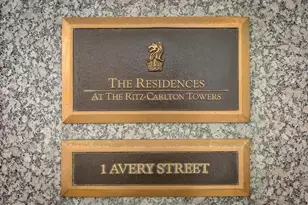 THE RESIDENCES
AT THE RITZ-CARLTON TOWERS
1 AVERY STREET